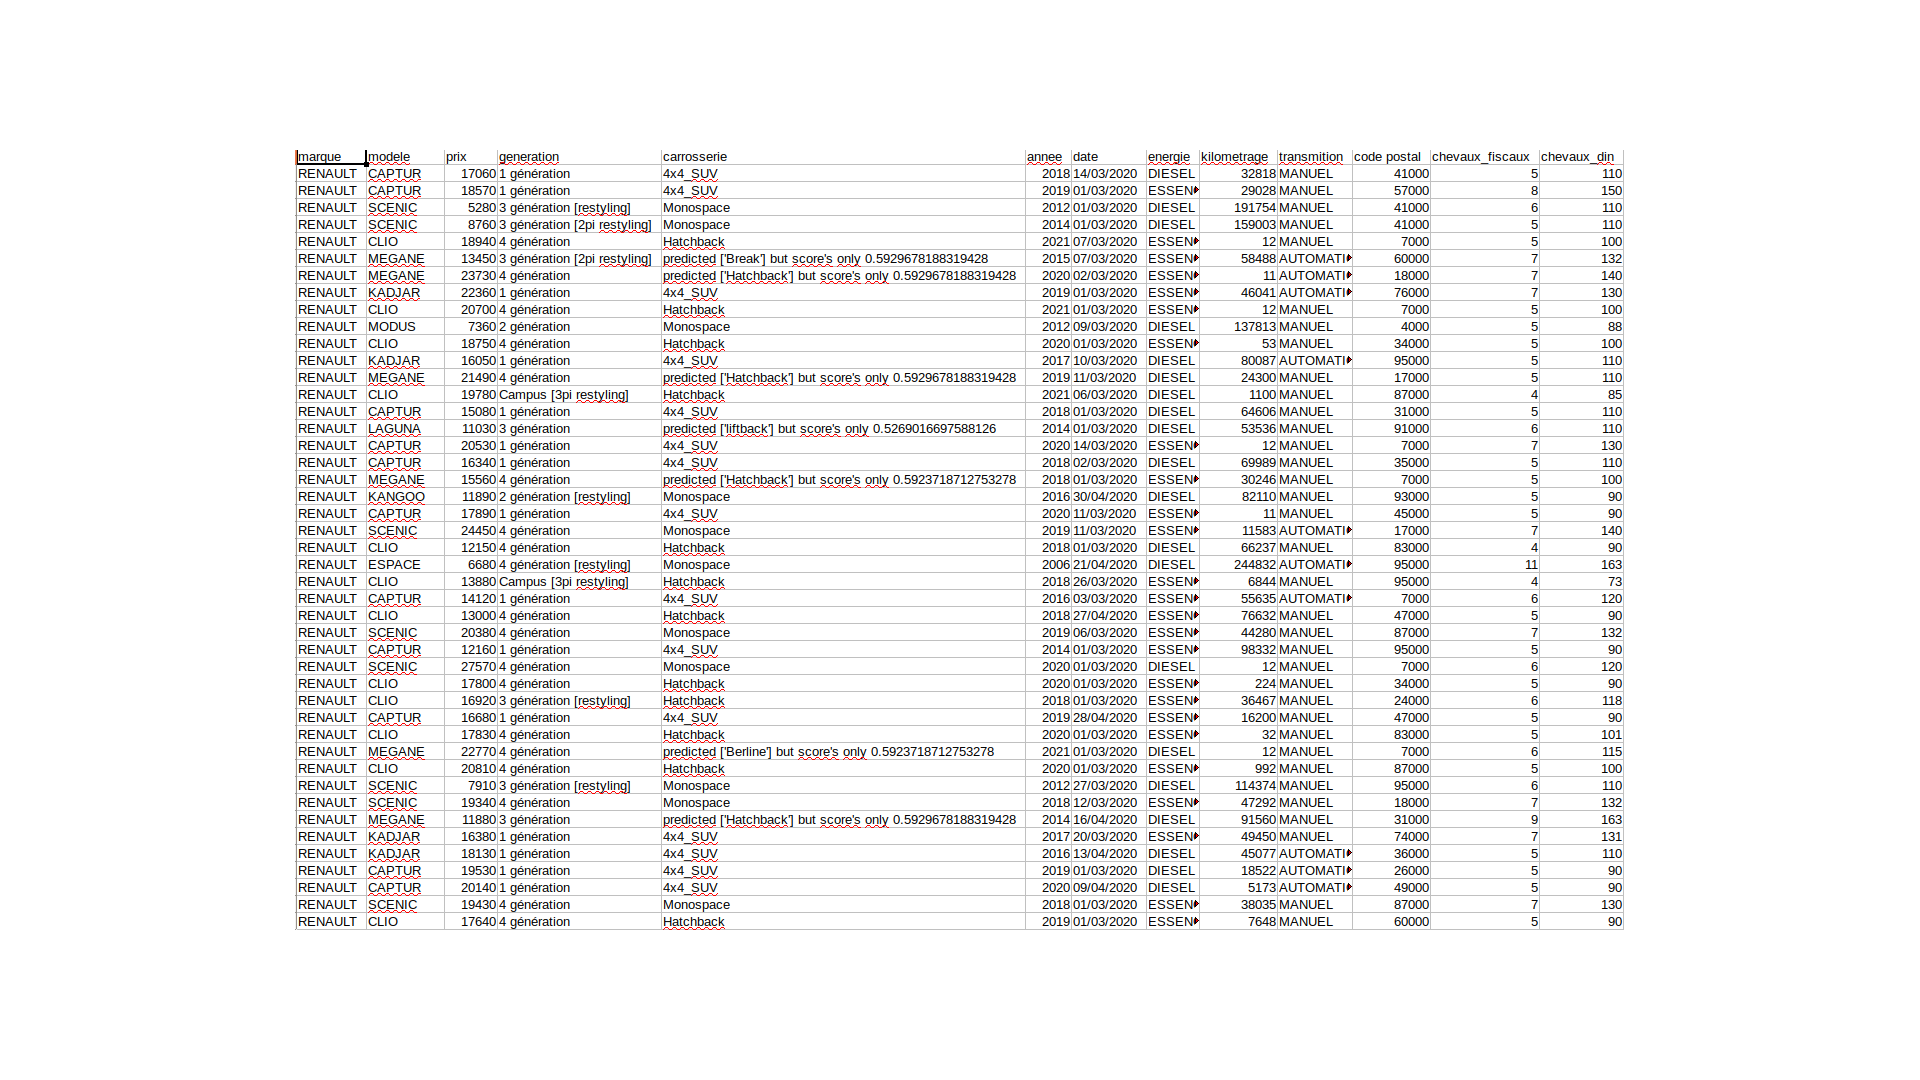 marque modele prix generation carrosserie annee date energie kilometrage transmition code postal chevaux_fiscaux chevaux_din
RENAULT CAPTUR 17060 1 génération 4x4_SUV 2018 14/03/2020 DIESEL 32818 MANUEL 41000 5 110
RENAULT CAPTUR 18570 1 génération 4x4_SUV 2019 01/03/2020 ESSEN 29028 MANUEL 57000 8 150
RENAULT SCENIC 5280 3 génération [restyling] Monospace 2012 01/03/2020 DIESEL 191754 MANUEL 41000 6 110
RENAULT SCENIC 8760 3 génération [2pi restyling] Monospace 2014 01/03/2020 DIESEL 159003 MANUEL 41000 5 110
RENAULT CLIO 18940 4 génération Hatchback 2021 07/03/2020 ESSEN 12 MANUEL 7000 5 100
RENAULT MEGANE 13450 3 génération [2pi restyling] predicted ['Break'] but score's only 0.5929678188319428 2015 07/03/2020 ESSEN 58488 AUTOMATI 60000 7 132
RENAULT MEGANE 23730 4 génération predicted ['Hatchback'] but score's only 0.5929678188319428 2020 02/03/2020 ESSEN 11 MANUEL 18000 7 140
RENAULT KADJAR 22360 1 génération 4x4_SUV 2019 01/03/2020 ESSEN 46041 AUTOMATI 76000 7 130
RENAULT CLIO 20700 4 génération Hatchback 2021 01/03/2020 ESSEN 12 MANUEL 7000 5 100
RENAULT MODUS 7360 2 génération Monospace 2012 09/03/2020 DIESEL 137813 MANUEL 4000 5 88
RENAULT CLIO 18750 4 génération Hatchback 2020 01/03/2020 ESSEN 53 MANUEL 34000 5 100
RENAULT KADJAR 16050 1 génération 4x4_SUV 2017 10/03/2020 DIESEL 80087 AUTOMATI 95000 5 110
RENAULT MEGANE 21490 4 génération predicted ['Hatchback'] but score's only 0.5929678188319428 2019 11/03/2020 DIESEL 24300 MANUEL 17000 5 110
RENAULT CLIO 19780 Campus [3pi restyling] Hatchback 2021 06/03/2020 DIESEL 1100 MANUEL 87000 4 85
RENAULT CAPTUR 15080 1 génération 4x4_SUV 2018 01/03/2020 DIESEL 64606 MANUEL 31000 5 110
RENAULT LAGUNA 11030 3 génération predicted ['liftback'] but score's only 0.5269016697588126 2014 01/03/2020 DIESEL 53536 MANUEL 91000 6 110
RENAULT CAPTUR 20530 1 génération 4x4_SUV 2020 14/03/2020 ESSEN 12 MANUEL 7000 7 130
RENAULT CAPTUR 16340 1 génération 4x4_SUV 2018 02/03/2020 DIESEL 69989 MANUEL 35000 5 110
RENAULT MEGANE 15560 4 génération predicted ['Hatchback'] but score's only 0.5923718712753278 2018 01/03/2020 ESSEN 30246 MANUEL 7000 5 100
RENAULT KANGOO 11890 2 génération [restyling] Monospace 2016 30/04/2020 DIESEL 82110 MANUEL 93000 5 90
RENAULT CAPTUR 17890 1 génération 4x4_SUV 2020 11/03/2020 ESSEN 11 MANUEL 45000 5 90
RENAULT SCENIC 24450 4 génération Monospace 2019 11/03/2020 ESSEN 11583 AUTOMATI 17000 7 140
RENAULT CLIO 12150 4 génération Hatchback 2018 01/03/2020 DIESEL 66237 MANUEL 83000 4 90
RENAULT ESPACE 6680 4 génération [restyling] Monospace 2006 21/04/2020 DIESEL 244832 AUTOMATI 95000 11 163
RENAULT CLIO 13880 Campus [3pi restyling] Hatchback 2018 26/03/2020 ESSEN 6844 MANUEL 95000 4 73
RENAULT CAPTUR 14120 1 génération 4x4_SUV 2016 03/03/2020 ESSEN 55635 AUTOMATI 7000 6 120
RENAULT CLIO 13000 4 génération Hatchback 2018 27/04/2020 ESSEN 76632 MANUEL 47000 5 90
RENAULT SCENIC 20380 4 génération Monospace 2019 06/03/2020 ESSEN 44280 MANUEL 87000 7 132
RENAULT CAPTUR 12160 1 génération 4x4_SUV 2014 01/03/2020 ESSEN 98332 MANUEL 95000 5 90
RENAULT SCENIC 27570 4 génération Monospace 2020 01/03/2020 DIESEL 12 MANUEL 7000 6 120
RENAULT CLIO 17800 4 génération Hatchback 2020 01/03/2020 ESSEN 224 MANUEL 34000 5 90
RENAULT CLIO 16920 3 génération [restyling] Hatchback 2018 01/03/2020 ESSEN 36467 MANUEL 24000 6 118
RENAULT CAPTUR 16680 1 génération 4x4_SUV 2019 28/04/2020 ESSEN 16200 MANUEL 47000 5 90
RENAULT CLIO 17830 4 génération Hatchback 2020 01/03/2020 ESSEN 32 MANUEL 83000 5 101
RENAULT MEGANE 22770 4 génération predicted ['Berline'] but score's only 0.5923718712753278 2021 01/03/2020 DIESEL 12 MANUEL 7000 6 115
RENAULT CLIO 20810 4 génération Hatchback 2020 01/03/2020 ESSEN 992 MANUEL 87000 5 100
RENAULT SCENIC 7910 3 génération [restyling] Monospace 2012 27/03/2020 DIESEL 114374 MANUEL 95000 6 110
RENAULT SCENIC 19340 4 génération Monospace 2018 12/03/2020 ESSEN 47292 MANUEL 18000 7 132
RENAULT MEGANE 11880 3 génération predicted ['Hatchback'] but score's only 0.5929678188319428 2014 16/04/2020 DIESEL 91560 MANUEL 31000 9 163
RENAULT KADJAR 16380 1 génération 4x4_SUV 2017 20/03/2020 ESSEN 49450 MANUEL 74000 7 131
RENAULT KADJAR 18130 1 génération 4x4_SUV 2016 13/04/2020 DIESEL 45077 AUTOMATI 36000 5 110
RENAULT CAPTUR 19530 1 génération 4x4_SUV 2019 01/03/2020 DIESEL 18522 AUTOMATI 26000 5 90
RENAULT CAPTUR 20140 1 génération 4x4_SUV 2020 09/04/2020 DIESEL 5173 AUTOMATI 49000 5 90
RENAULT SCENIC 19430 4 génération Monospace 2018 01/03/2020 ESSEN 38035 MANUEL 87000 7 130
RENAULT CLIO 17640 4 génération Hatchback 2019 01/03/2020 ESSEN 7648 MANUEL 60000 5 90